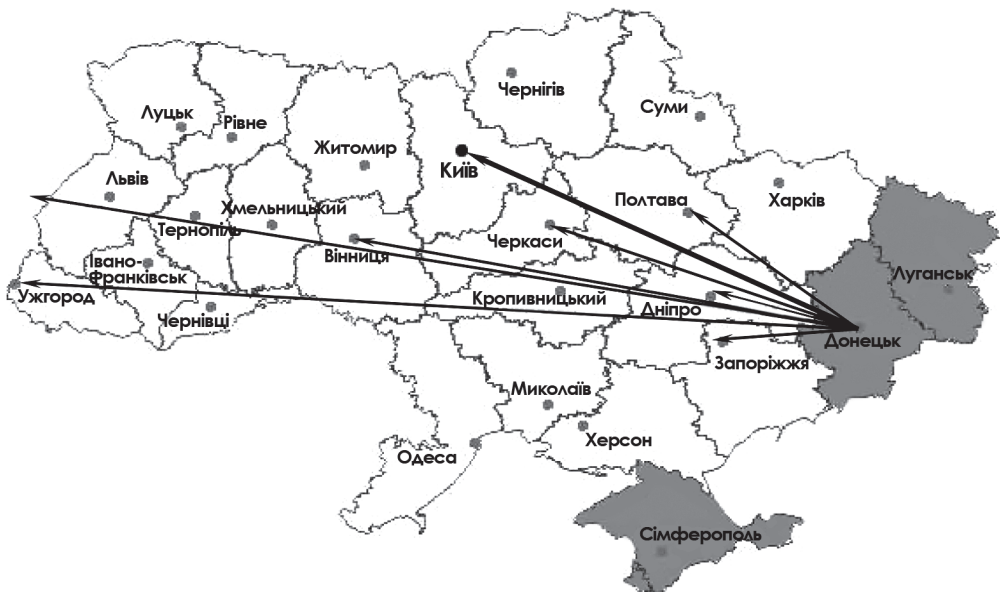 Чернігів
Суми
Луцьк
Рівне
Житомир
Київ
Львів
Полтава
Харків
Хмельницький
Тернопіль
Черкаси
Вінниця
Івано-
Франківськ
Луганськ
Ужгород
Кропивницький
Дніпро
Чернівці
Донецьк
Запоріжжя
Миколаїв
Херсон
Одеса
Сімферополь